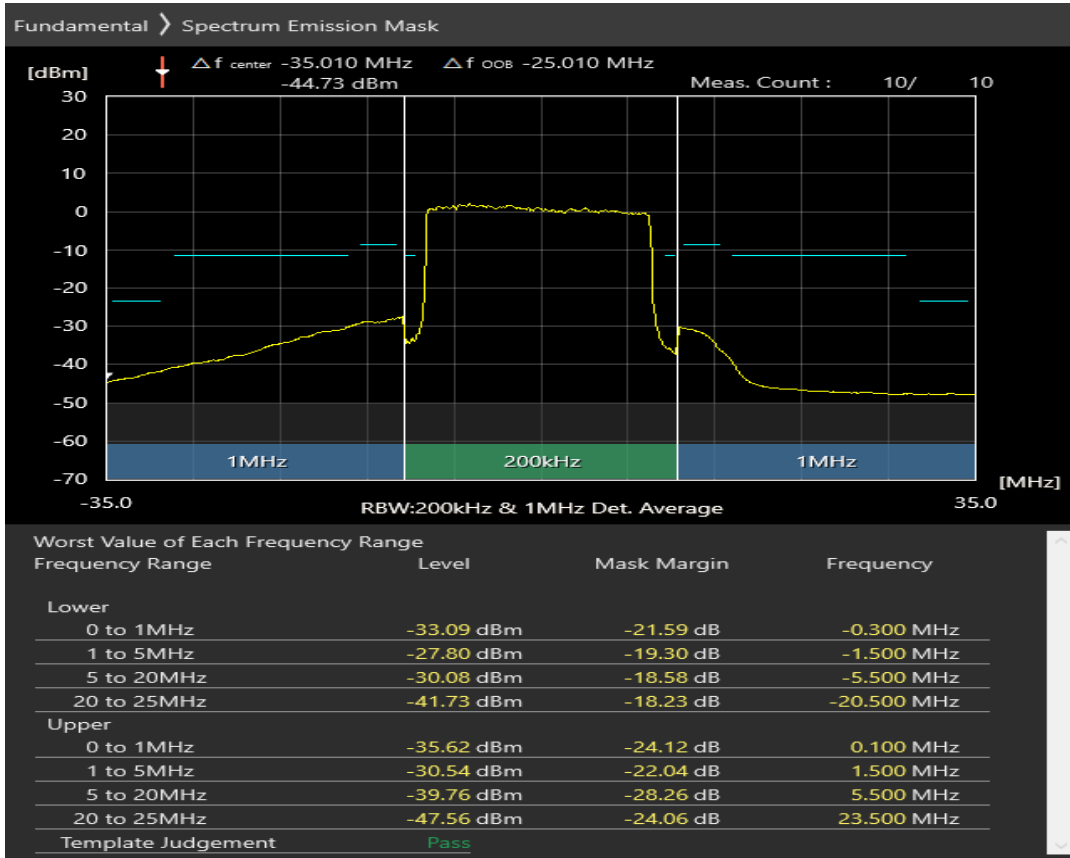 Fundamental ❯ Spectrum Emission Mask
△f center -35.010 MHz △f OOB -25.010 MHz
[dBm]
-44.73 dBm Meas. Count : 10/ 10
30
20
10
0
-10
-20
-30
-40
-50
-60
1MHz 200kHz 1MHz
-70
[MHz]
-35.0 35.0
RBW:200kHz & 1MHz Det. Average
Worst Value of Each Frequency Range
Frequency Range Level Mask Margin Frequency
Lower
0 to 1MHz -33.09 dBm -21.59 dB -0.300 MHz
1 to 5MHz -27.80 dBm -19.30 dB -1.500 MHz
5 to 20MHz -30.08 dBm -18.58 dB -5.500 MHz
20 to 25MHz -41.73 dBm -18.23 dB -20.500 MHz
Upper
0 to 1MHz -35.62 dBm -24.12 dB 0.100 MHz
1 to 5MHz -30.54 dBm -22.04 dB 1.500 MHz
5 to 20MHz -39.76 dBm -28.26 dB 5.500 MHz
20 to 25MHz -47.56 dBm -24.06 dB 23.500 MHz
Template Judgement Pass